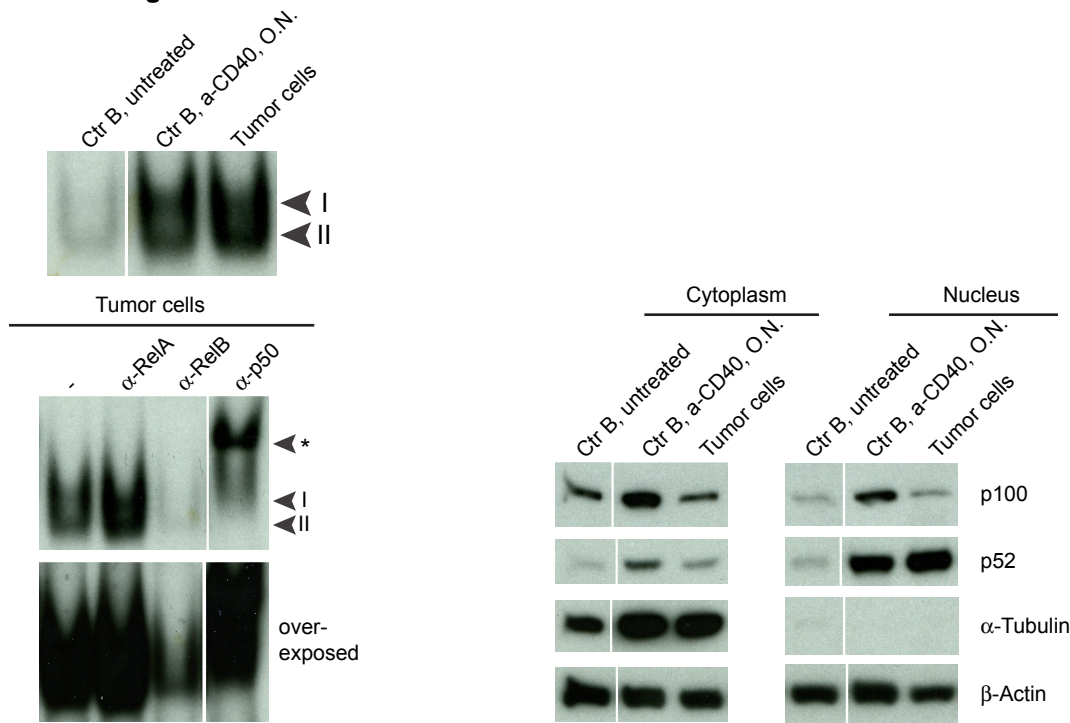 Ctr B, untreated
Ctr B, a-CD40, O.N.
Tumor cells
I
II
Tumor cells
-
α-RelA
α-RelB
α-p50
*
I
II
over-
exposed
Cytoplasm
Nucleus
Ctr B, untreated
Ctr B, a-CD40, O.N.
Tumor cells
Ctr B, untreated
Ctr B, a-CD40, O.N.
Tumor cells
p100
p52
α-Tubulin
β-Actin